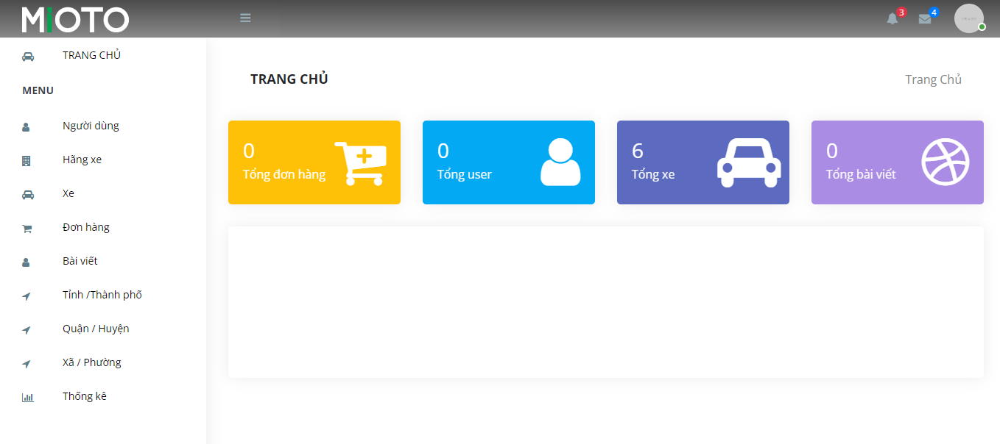 MIOTO
3
4
TRANG CHỦ
MENU
Người dùng
Hãng xe
Xe
Đơn hàng
Bài viết
Tỉnh /Thành phố
Quận / Huyện
Xã / Phường
Thống kê
TRANG CHỦ
Trang Chủ
0
Tổng đơn hàng
0
Tổng user
6
Tổng xe
0
Tổng bài viết